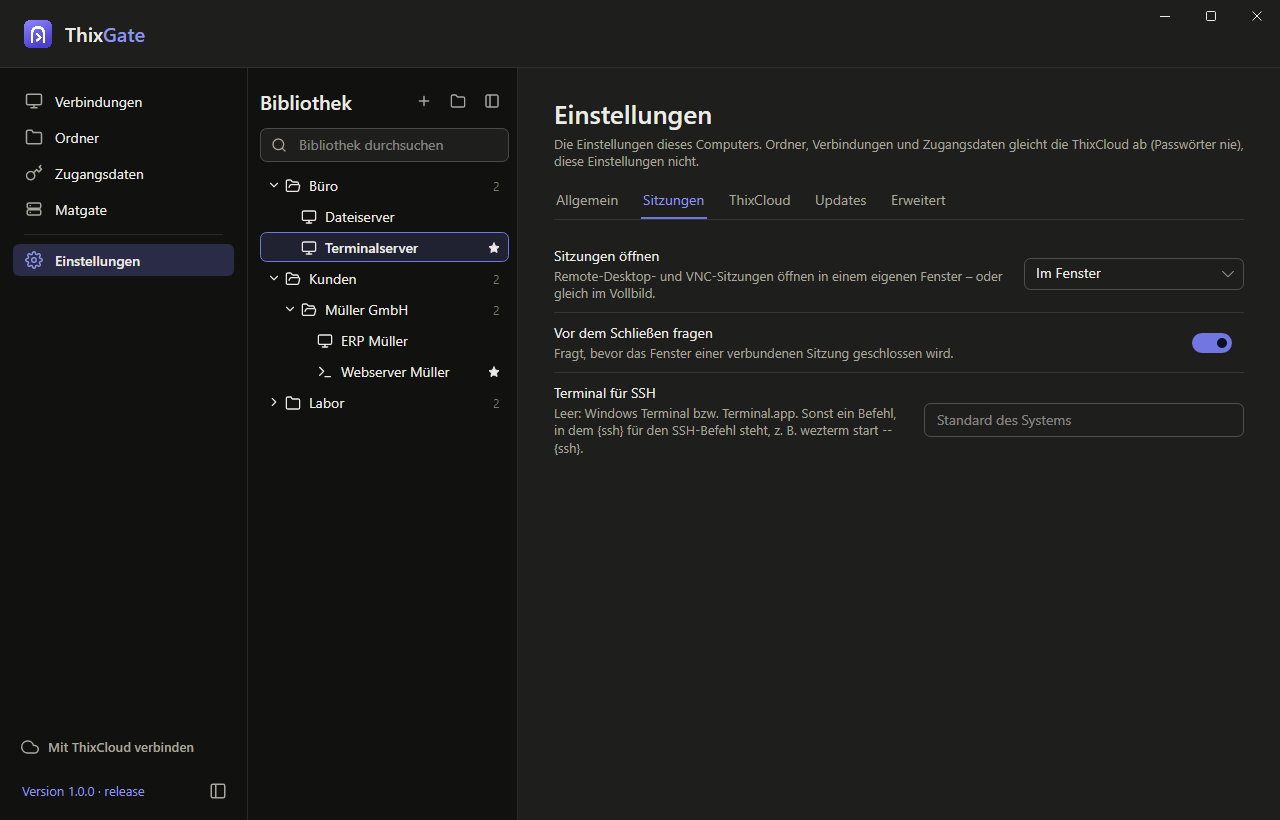 ThixGate
Verbindungen
Ordner
Zugangsdaten
Matgate
Einstellungen
Mit ThixCloud verbinden
Version 1.0.0 · release
Bibliothek
Bibliothek durchsuchen
Büro 2
Dateiserver
Terminalserver
Kunden 2
Müller GmbH 2
ERP Müller
Webserver Müller
Labor 2
Einstellungen
Die Einstellungen dieses Computers. Ordner, Verbindungen und Zugangsdaten gleicht die ThixCloud ab (Passwörter nie),
diese Einstellungen nicht.
Allgemein Sitzungen ThixCloud Updates Erweitert
Sitzungen öffnen
Remote-Desktop- und VNC-Sitzungen öffnen in einem eigenen Fenster – oder
gleich im Vollbild.
Im Fenster
Vor dem Schließen fragen
Fragt, bevor das Fenster einer verbundenen Sitzung geschlossen wird.
Terminal für SSH
Leer: Windows Terminal bzw. Terminal.app. Sonst ein Befehl,
in dem {ssh} für den SSH-Befehl steht, z. B. wezterm start --
{ssh}.
Standard des Systems